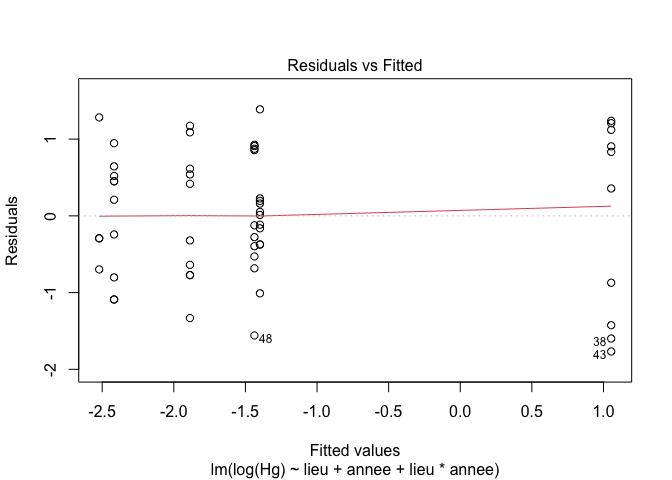 Residuals vs Fitted
Residuals
1
0
-1
-2
48
38
43
-2.5 -2.0 -1.5 -1.0 -0.5 0.0 0.5 1.0
Fitted values
lm(log(Hg) ~ lieu + annee + lieu * annee)